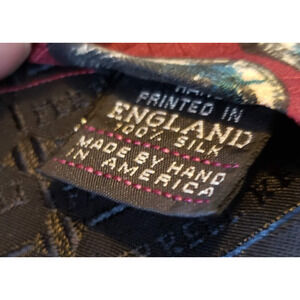 PRINTED IN
ENGLAND
100% SILK
MADE BY HAND
IN AMERICA